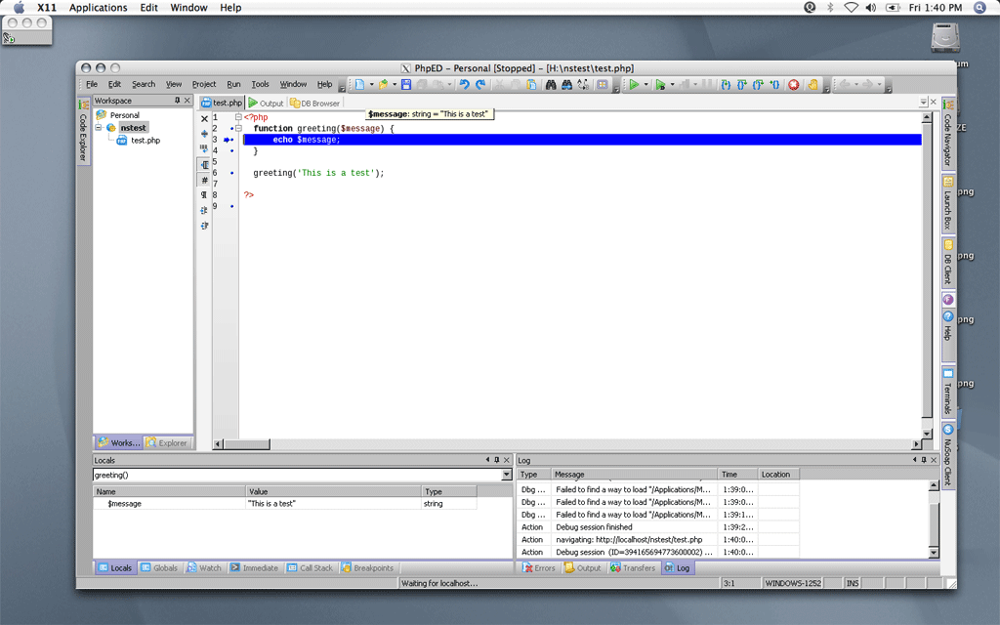 X11 Applications Edit Window Help Fri 1:40 PM
PhpED - Personal [Stopped] - [H:\nstest\test.php]
File Edit Search View Project Run Tools Window Help
Workspace
Personal
nstest
test.php
Works... Explorer
Code Explorer
test.php Output DB Browser
$message: string = "This is a test"
1 <?php
2 function greeting($message) {
3 echo $message;
4 }
5
6 greeting('This is a test');
7
8 ?>
9
Code Navigator
Launch Box
DB Client
Help
Terminals
NuSoap Client
um
ZE
png
png
png
png
Locals
greeting()
Name Value Type
$message "This is a test" string
Locals Globals Watch Immediate Call Stack Breakpoints
Log
Type Message Time Location
Dbg ... Failed to find a way to load "/Applications/M... 1:39:0...
Dbg ... Failed to find a way to load "/Applications/M... 1:39:0...
Dbg ... Failed to find a way to load "/Applications/M... 1:39:1...
Action Debug session finished 1:39:2...
Action navigating: http://localhost/nstest/test.php 1:40:0...
Action Debug session (ID=394165694773600002) ... 1:40:0...
Errors Output Transfers Log
Waiting for localhost... 3:1 WINDOWS-1252 INS